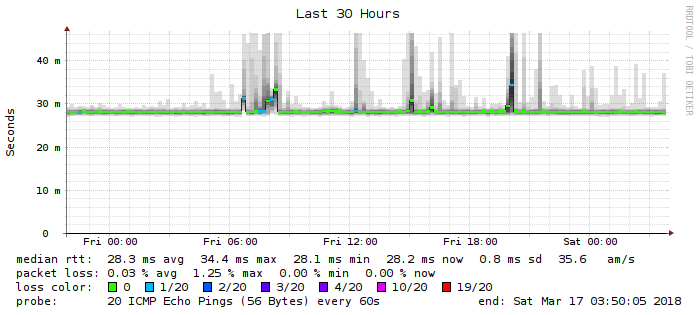 Last 30 Hours
RRDTOOL / TOBI OETIKER
Seconds
40 m
30 m
20 m
10 m
0
Fri 00:00 Fri 06:00 Fri 12:00 Fri 18:00 Sat 00:00
median rtt: 28.3 ms avg 34.4 ms max 28.1 ms min 28.2 ms now 0.8 ms sd 35.6 am/s
packet loss: 0.03 % avg 1.25 % max 0.00 % min 0.00 % now
loss color: 0 1/20 2/20 3/20 4/20 10/20 19/20
probe: 20 ICMP Echo Pings (56 Bytes) every 60s end: Sat Mar 17 03:50:05 2018